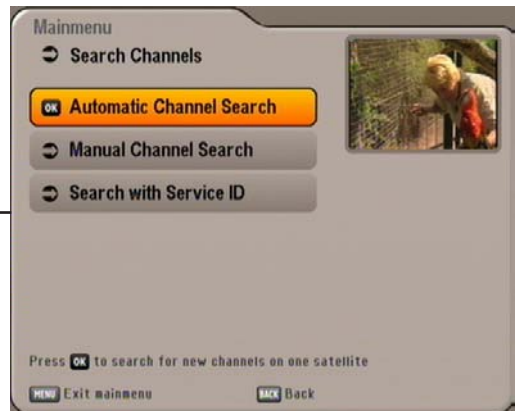 Mainmenu
Search Channels
OK Automatic Channel Search
Manual Channel Search
Search with Service ID
Press OK to search for new channels on one satellite
MENU Exit mainmenu BACK Back